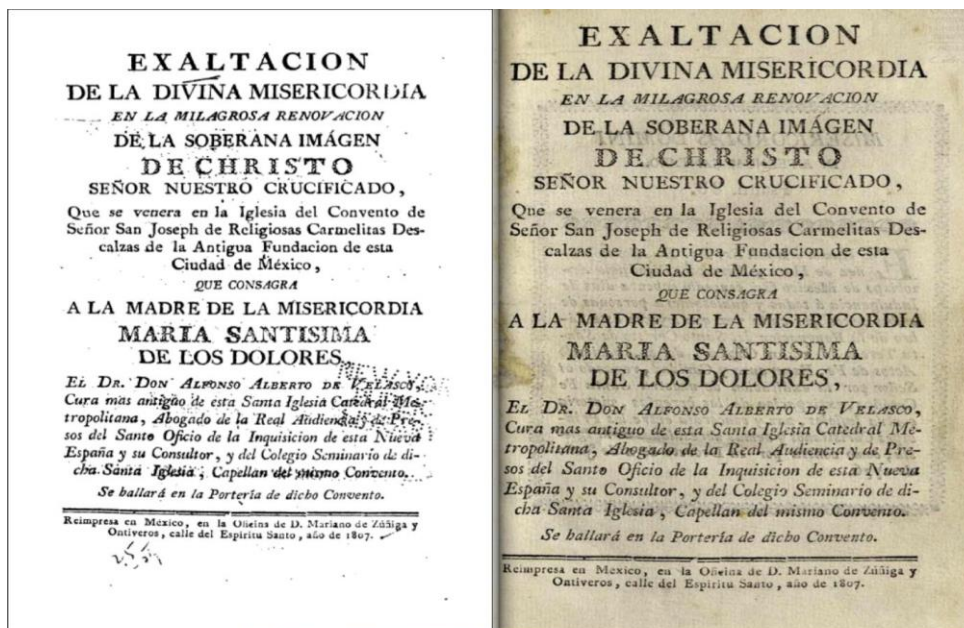 EXALTACION
DE LA DIVINA MISERICORDIA
EN LA MILAGROSA RENOVACION
DE LA SOBERANA IMÁGEN
DE CHRISTO
SEÑOR NUESTRO CRUCIFICADO,
Que se venera en la Iglesia del Convento de
Señor San Joseph de Religiosas Carmelitas Des-
calzas de la Antigua Fundacion de esta
Ciudad de México,
QUE CONSAGRA
A LA MADRE DE LA MISERICORDIA
MARIA SANTISIMA
DE LOS DOLORES,
EL DR. DON ALFONSO ALBERTO DE VELASCO,
Cura mas antiguo de esta Santa Iglesia Catedral Me-
tropolitana, Abogado de la Real Audiencia y de Pre-
sos del Santo Oficio de la Inquisicion de esta Nueva
España y su Consultor, y del Colegio Seminario de di-
cha Santa Iglesia, Capellan del mismo Convento.
Se hallará en la Portería de dicho Convento.
Reimpresa en México, en la Oficina de D. Mariano de Zúñiga y
Ontiveros, calle del Espiritu Santo, año de 1807.
EXALTACION
DE LA DIVINA MISERICORDIA
EN LA MILAGROSA RENOVACION
DE LA SOBERANA IMÁGEN
DE CHRISTO
SEÑOR NUESTRO CRUCIFICADO,
Que se venera en la Iglesia del Convento de
Señor San Joseph de Religiosas Carmelitas Des-
calzas de la Antigua Fundacion de esta
Ciudad de México,
QUE CONSAGRA
A LA MADRE DE LA MISERICORDIA
MARIA SANTISIMA
DE LOS DOLORES,
EL DR. DON ALFONSO ALBERTO DE VELASCO,
Cura mas antiguo de esta Santa Iglesia Catedral Me-
tropolitana, Abogado de la Real Audiencia y de Pre-
sos del Santo Oficio de la Inquisicion de esta Nueva
España y su Consultor, y del Colegio Seminario de di-
cha Santa Iglesia, Capellan del mismo Convento.
Se hallará en la Portería de dicho Convento.
Reimpresa en México, en la Oficina de D. Mariano de Zúñiga y
Ontiveros, calle del Espiritu Santo, año de 1807.